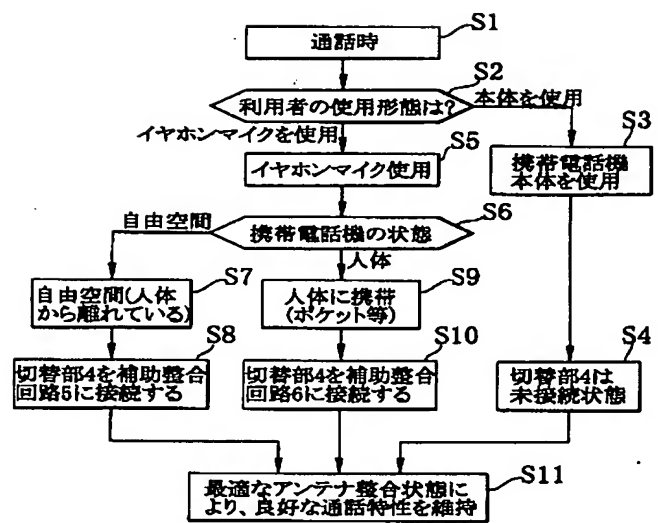 S1
通話時
S2
利用者の使用形態は?
本体を使用
イヤホンマイクを使用
S5
イヤホンマイク使用
S3
携帯電話機
本体を使用
S6
携帯電話機の状態
自由空間
人体
S7
自由空間(人体
から離れている)
S9
人体に携帯
(ポケット等)
S8
切替部4を補助整合
回路5に接続する
S10
切替部4を補助整合
回路6に接続する
S4
切替部4は
未接続状態
S11
最適なアンテナ整合状態に
より、良好な通話特性を維持